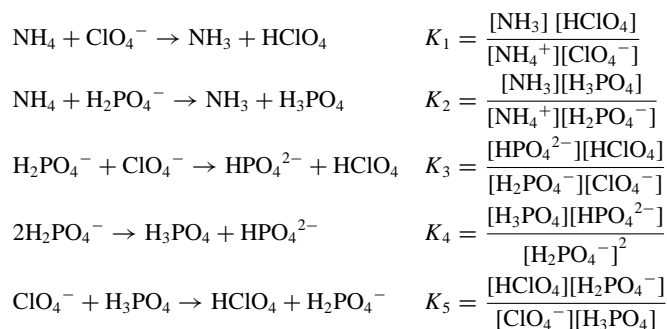 NH₄ + ClO₄⁻ → NH₃ + HClO₄   K₁ = [NH₃] [HClO₄] / [NH₄⁺][ClO₄⁻]
NH₄ + H₂PO₄⁻ → NH₃ + H₃PO₄   K₂ = [NH₃][H₃PO₄] / [NH₄⁺][H₂PO₄⁻]
H₂PO₄⁻ + ClO₄⁻ → HPO₄²⁻ + HClO₄   K₃ = [HPO₄²⁻][HClO₄] / [H₂PO₄⁻][ClO₄⁻]
2H₂PO₄⁻ → H₃PO₄ + HPO₄²⁻   K₄ = [H₃PO₄][HPO₄²⁻] / [H₂PO₄⁻]²
ClO₄⁻ + H₃PO₄ → HClO₄ + H₂PO₄⁻   K₅ = [HClO₄][H₂PO₄⁻] / [ClO₄⁻][H₃PO₄]